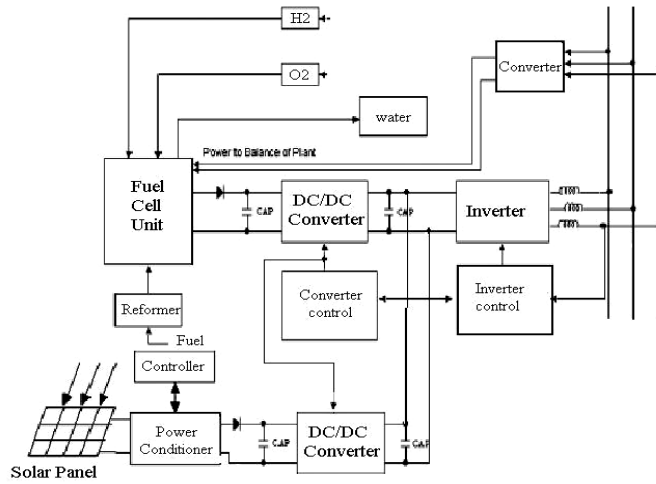 H2
O2
Converter
water
Power to Balance of Plant
Fuel
Cell
Unit
CAP
DC/DC
Converter
CAP
Inverter
Converter
control
Inverter
control
Reformer
Fuel
Controller
Power
Conditioner
CAP
DC/DC
Converter
CAP
Solar Panel